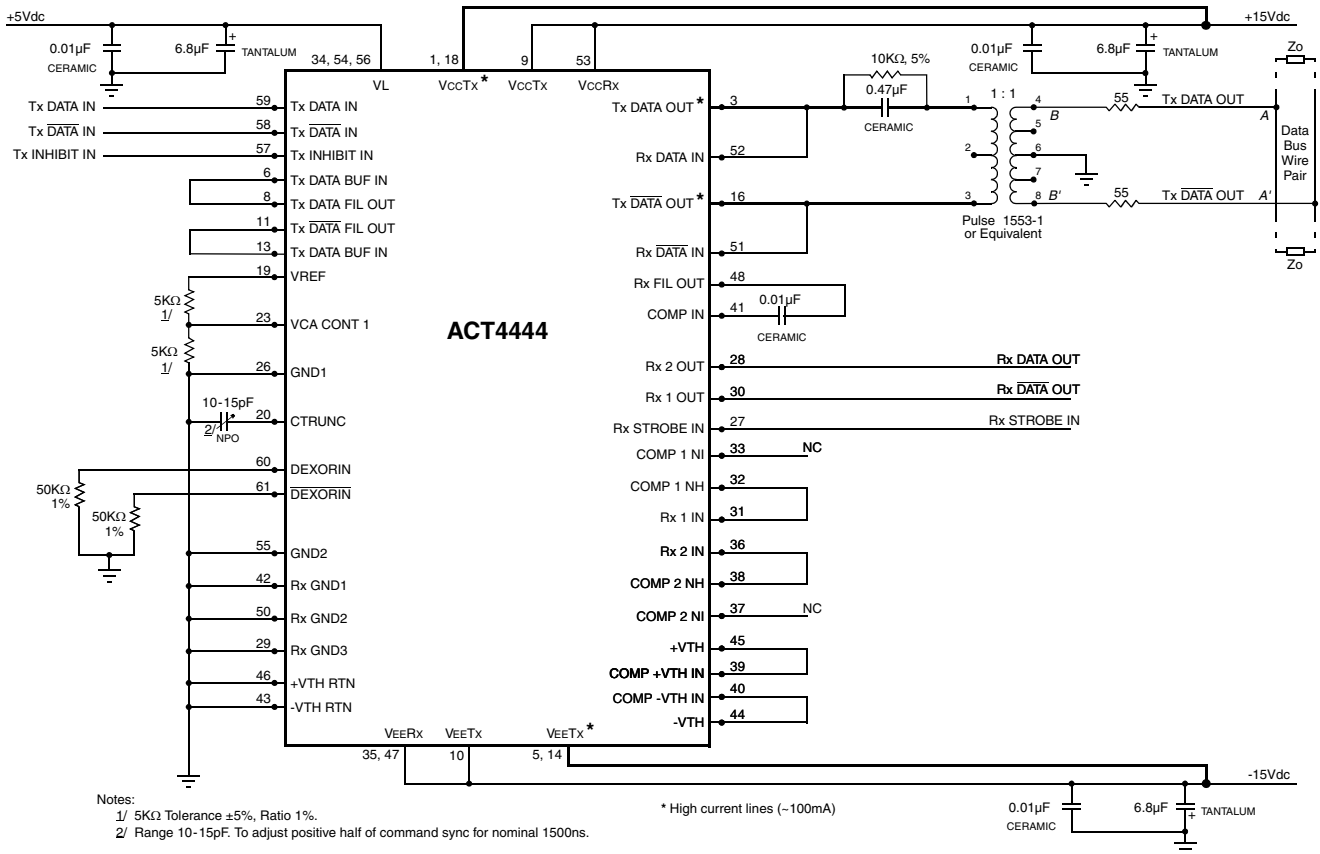 +5Vdc
+15Vdc
0.01µF
CERAMIC
6.8µF
+
TANTALUM
34, 54, 56
1, 18
9
53
VL
VCCTX *
VCCTX
VCCRX
10KΩ, 5%
0.47µF
CERAMIC
0.01µF
CERAMIC
6.8µF
+
TANTALUM
Zo
Tx DATA IN
59
Tx DATA IN
Tx D̅A̅T̅A̅ IN
58
Tx D̅A̅T̅A̅ IN
Tx INHIBIT IN
57
Tx INHIBIT IN
6
Tx DATA BUF IN
8
Tx DATA FIL OUT
11
Tx D̅A̅T̅A̅ FIL OUT
13
Tx DATA BUF IN
19
VREF
5KΩ
1/
23
VCA CONT 1
5KΩ
1/
26
GND1
10-15pF
2/
NPO
20
CTRUNC
60
DEXORIN
50KΩ
1%
61
D̅E̅X̅O̅R̅I̅N̅
50KΩ
1%
55
GND2
42
Rx GND1
50
Rx GND2
29
Rx GND3
46
+VTH RTN
43
-VTH RTN
ACT4444
Tx DATA OUT *
3
Rx DATA IN
52
Tx D̅A̅T̅A̅ OUT *
16
Rx D̅A̅T̅A̅ IN
51
Rx FIL OUT
48
COMP IN
41
0.01µF
CERAMIC
Rx 2 OUT
28
Rx DATA OUT
Rx 1 OUT
30
Rx D̅A̅T̅A̅ OUT
Rx STROBE IN
27
Rx STROBE IN
COMP 1 NI
33
NC
COMP 1 NH
32
Rx 1 IN
31
Rx 2 IN
36
COMP 2 NH
38
COMP 2 NI
37
NC
+VTH
45
COMP +VTH IN
39
COMP -VTH IN
40
-VTH
44
1 : 1
1
2
3
4
5
6
7
8
B
B'
Pulse 1553-1
or Equivalent
55
Tx DATA OUT
A
55
Tx D̅A̅T̅A̅ OUT
A'
Data
Bus
Wire
Pair
Zo
VEERX
VEETX
VEETX *
35, 47
10
5, 14
-15Vdc
0.01µF
CERAMIC
6.8µF
+
TANTALUM
* High current lines (~100mA)
Notes:
1/ 5KΩ Tolerance ±5%, Ratio 1%.
2/ Range 10-15pF. To adjust positive half of command sync for nominal 1500ns.